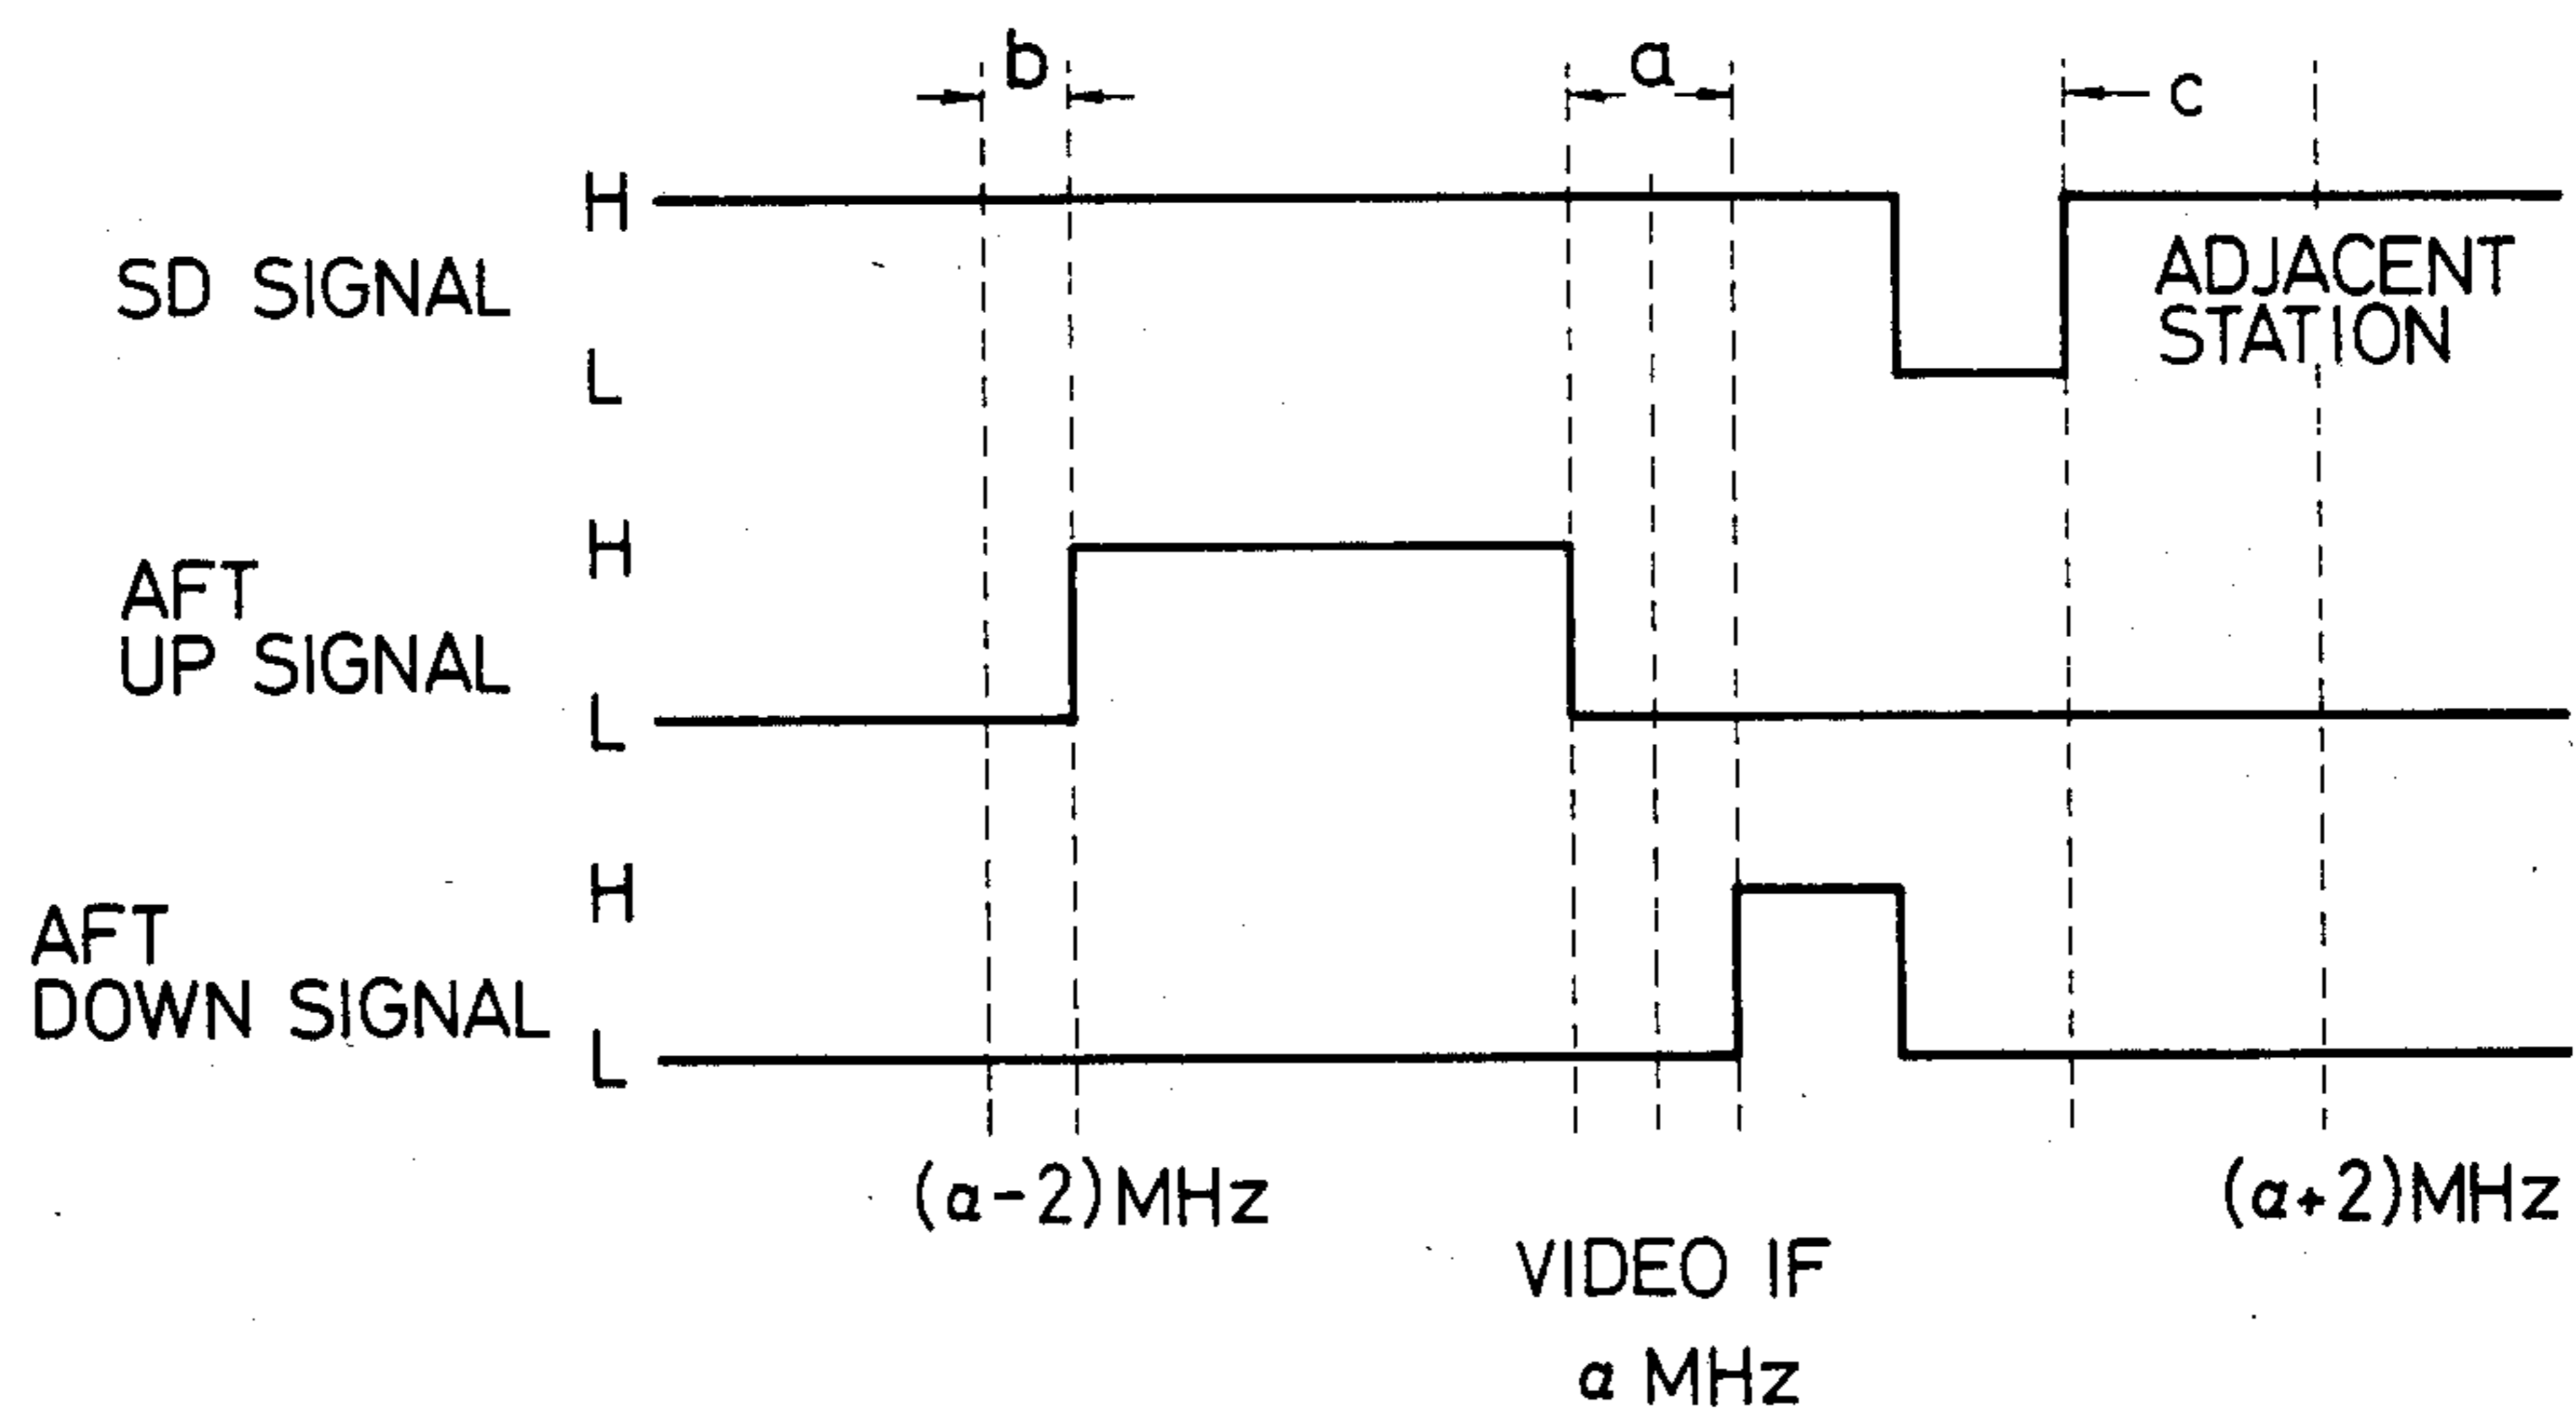 b
a
c
H
SD SIGNAL
L
ADJACENT
STATION
H
AFT
UP SIGNAL
L
H
AFT
DOWN SIGNAL
L
(α-2)MHz
(α+2)MHz
VIDEO IF
α MHz